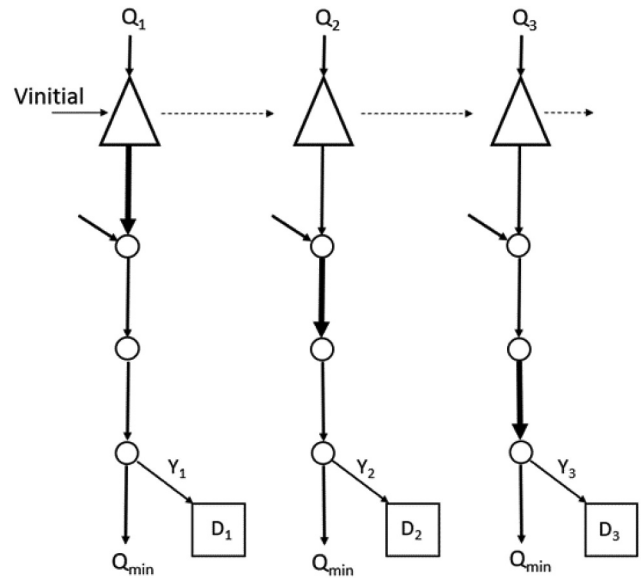 Q₁ Q₂ Q₃
Vinitial
Y₁ Y₂ Y₃
D₁ D₂ D₃
Qmin Qmin Qmin